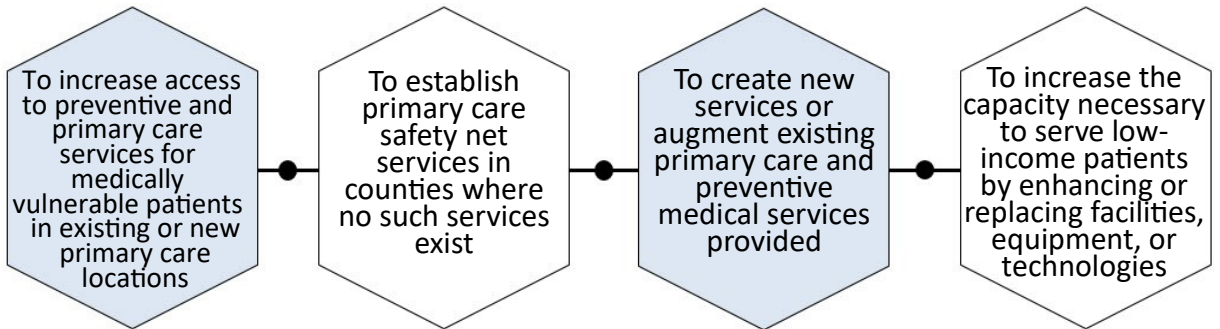 To increase access
to preventive and
primary care
services for
medically
vulnerable patients
in existing or new
primary care
locations
To establish
primary care
safety net
services in
counties where
no such services
exist
To create new
services or
augment existing
primary care and
preventive
medical services
provided
To increase the
capacity necessary
to serve low-
income patients
by enhancing or
replacing facilities,
equipment, or
technologies